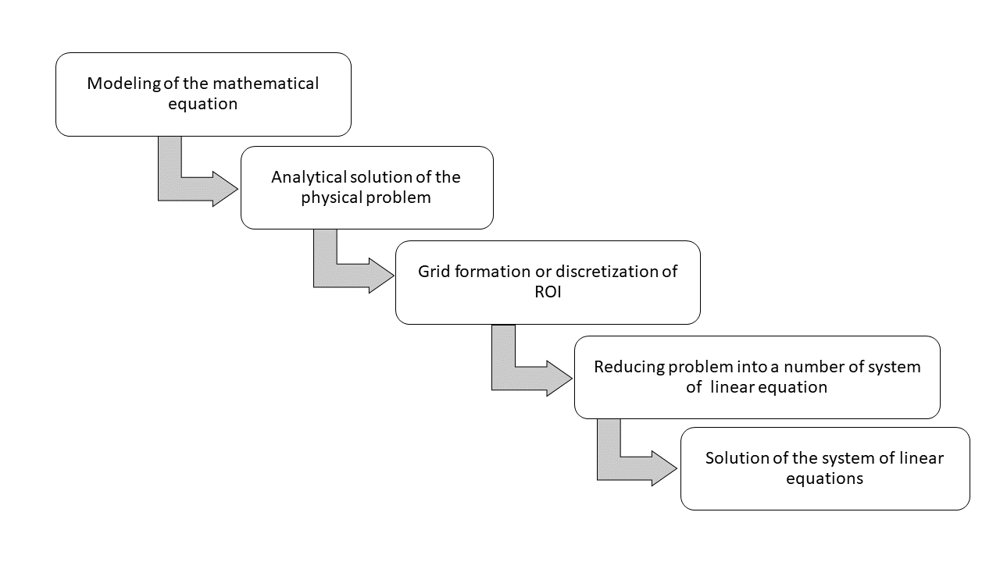 Modeling of the mathematical
equation
Analytical solution of the
physical problem
Grid formation or discretization of
ROI
Reducing problem into a number of system
of  linear equation
Solution of the system of linear
equations